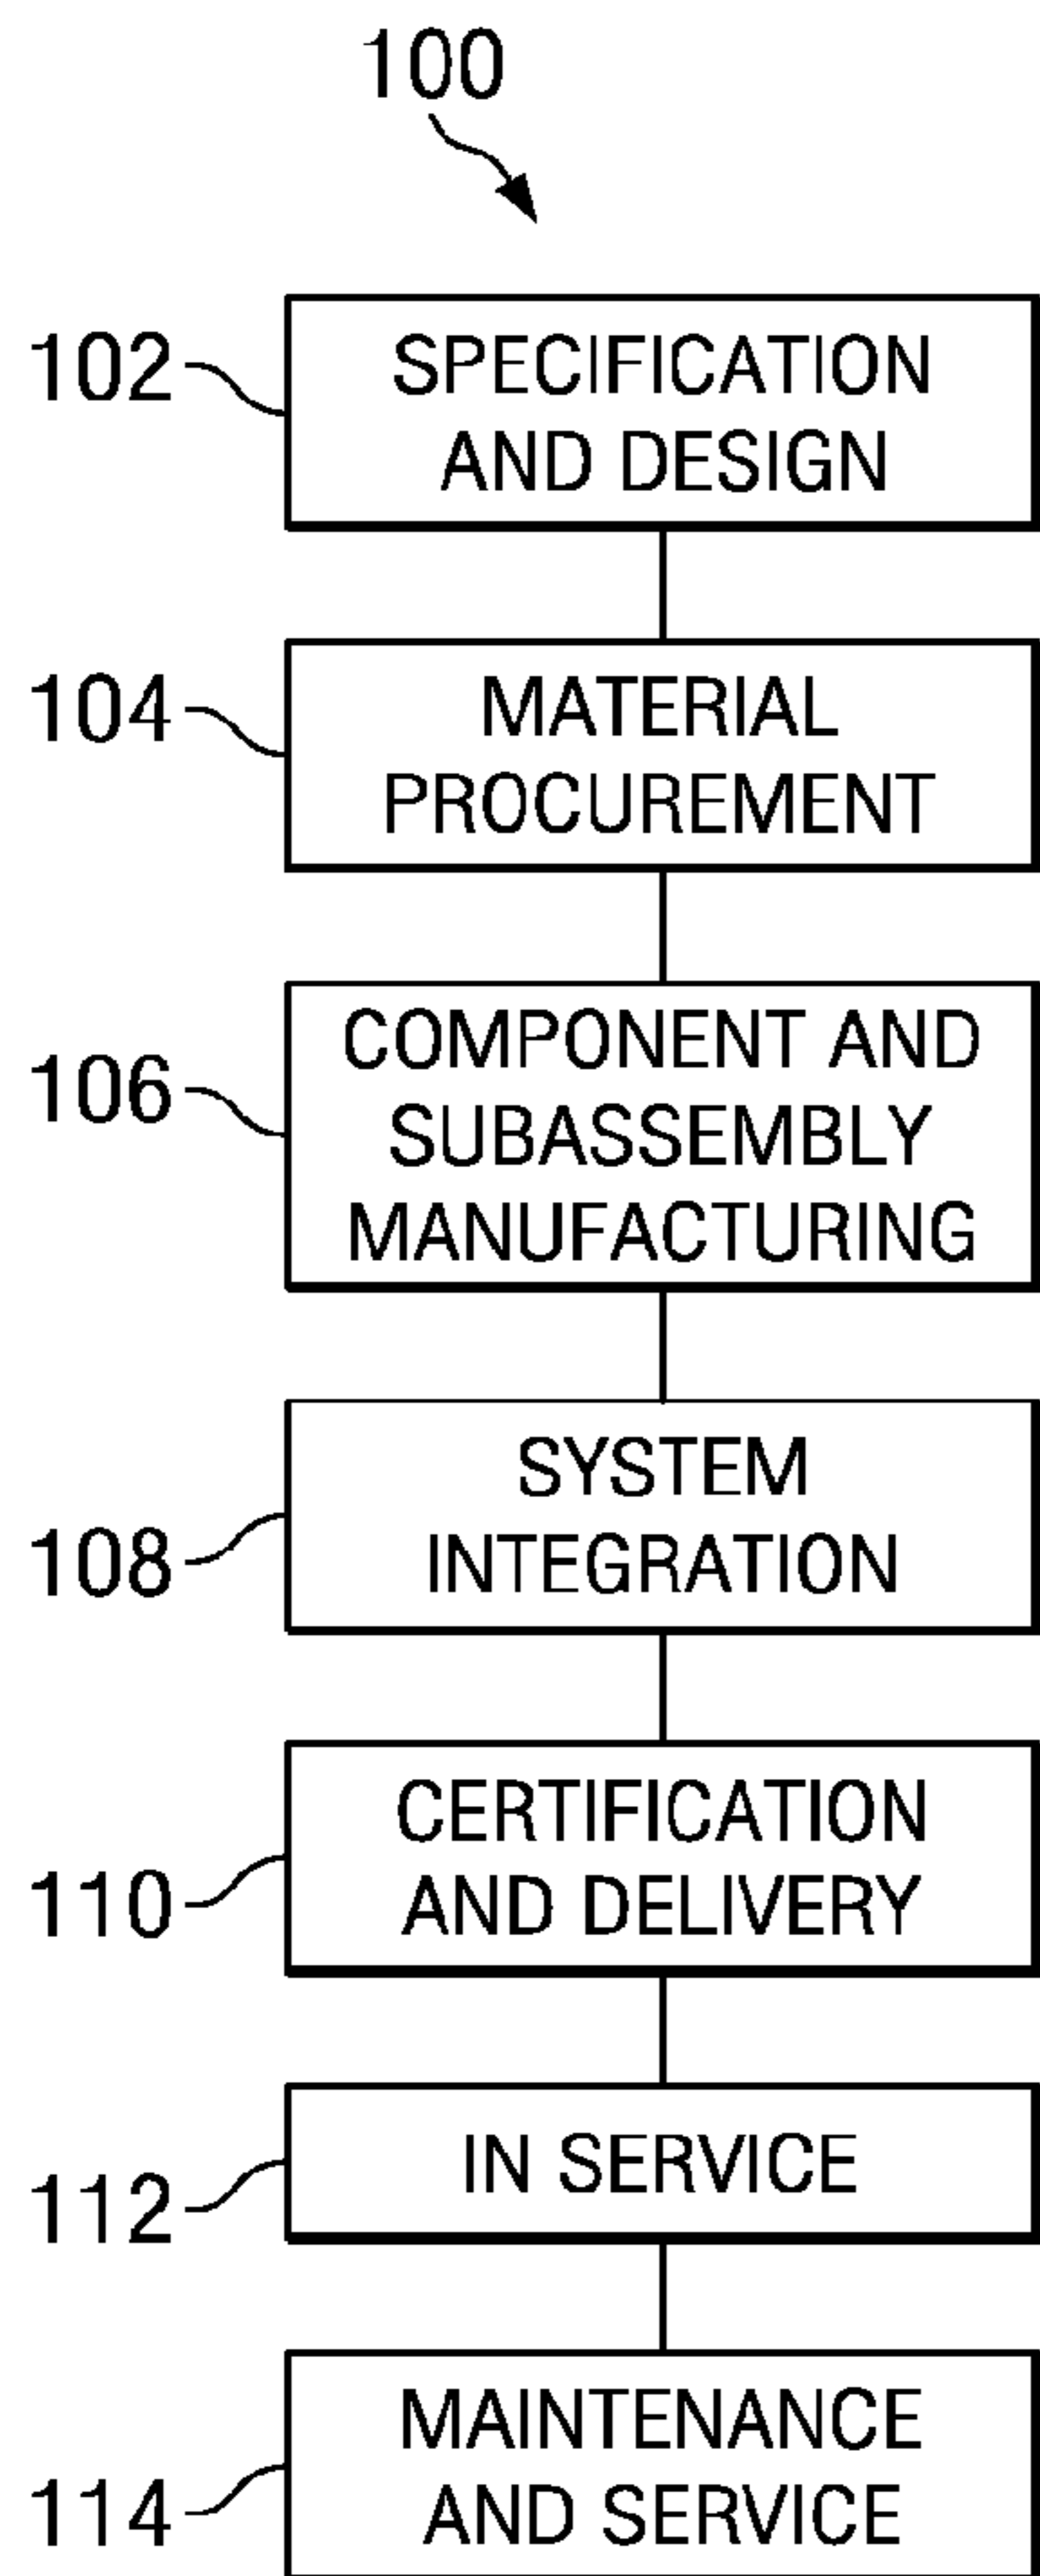 100
102
SPECIFICATION
AND DESIGN
104
MATERIAL
PROCUREMENT
106
COMPONENT AND
SUBASSEMBLY
MANUFACTURING
108
SYSTEM
INTEGRATION
110
CERTIFICATION
AND DELIVERY
112
IN SERVICE
114
MAINTENANCE
AND SERVICE